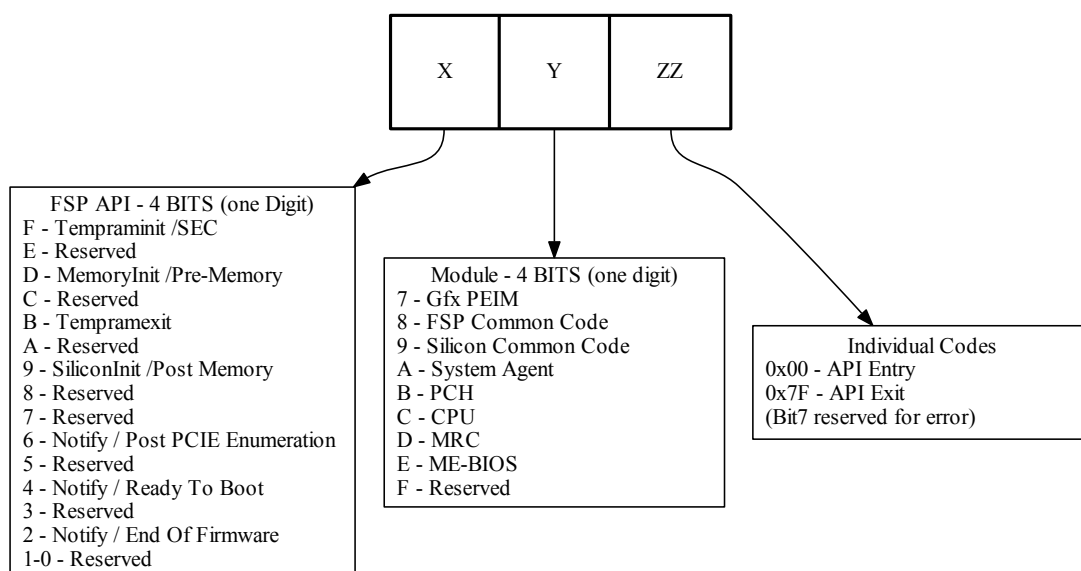 X Y ZZ
FSP API - 4 BITS (one Digit)
F - Tempraminit /SEC
E - Reserved
D - MemoryInit /Pre-Memory
C - Reserved
B - Tempramexit
A - Reserved
9 - SiliconInit /Post Memory
8 - Reserved
7 - Reserved
6 - Notify / Post PCIE Enumeration
5 - Reserved
4 - Notify / Ready To Boot
3 - Reserved
2 - Notify / End Of Firmware
1-0 - Reserved
Module - 4 BITS (one digit)
7 - Gfx PEIM
8 - FSP Common Code
9 - Silicon Common Code
A - System Agent
B - PCH
C - CPU
D - MRC
E - ME-BIOS
F - Reserved
Individual Codes
0x00 - API Entry
0x7F - API Exit
(Bit7 reserved for error)